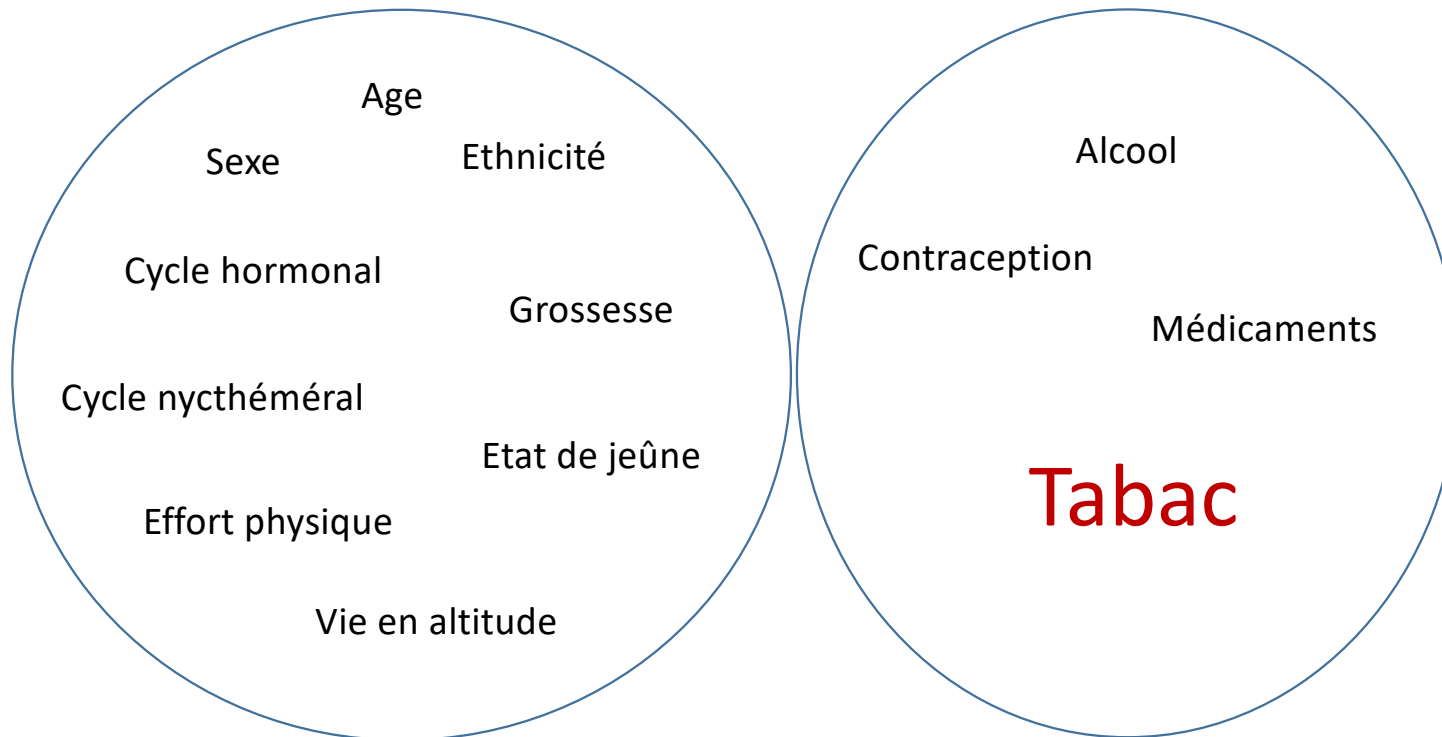 Age
Sexe
Ethnicité
Cycle hormonal
Grossesse
Cycle nycthéméral
Etat de jeûne
Effort physique
Vie en altitude
Alcool
Contraception
Médicaments
Tabac